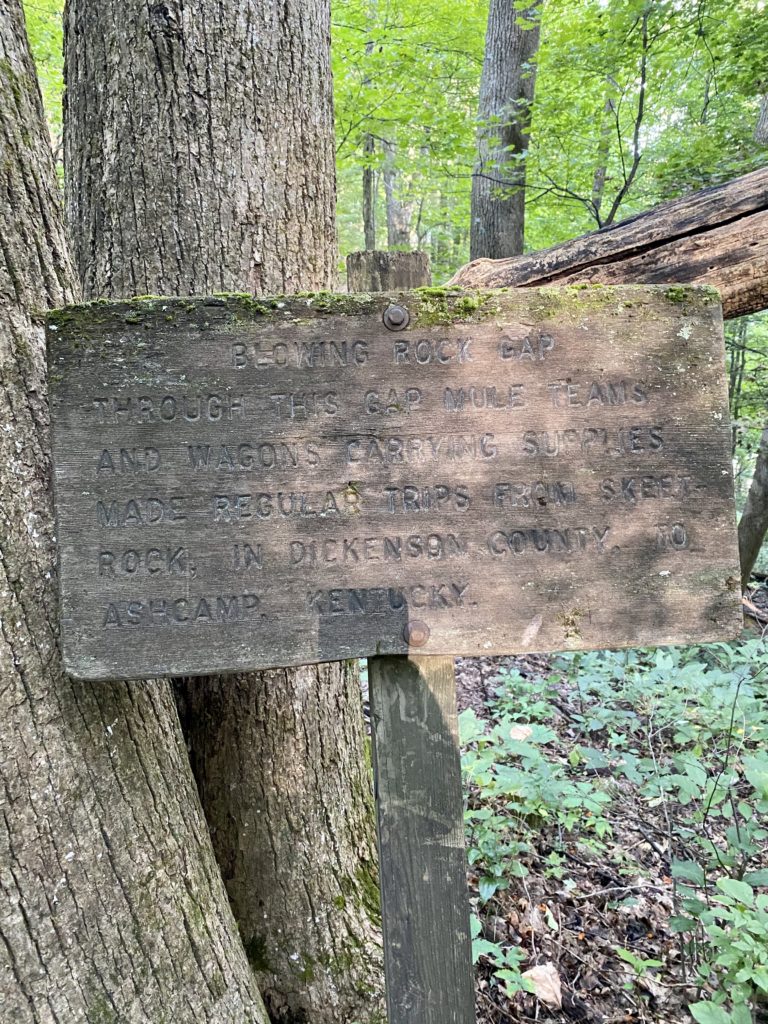 BLOWING ROCK GAP
THROUGH THIS GAP MULE TEAMS
AND WAGONS CARRYING SUPPLIES
MADE REGULAR TRIPS FROM SKEET-
ROCK, IN DICKENSON COUNTY, TO
ASHCAMP, KENTUCKY.